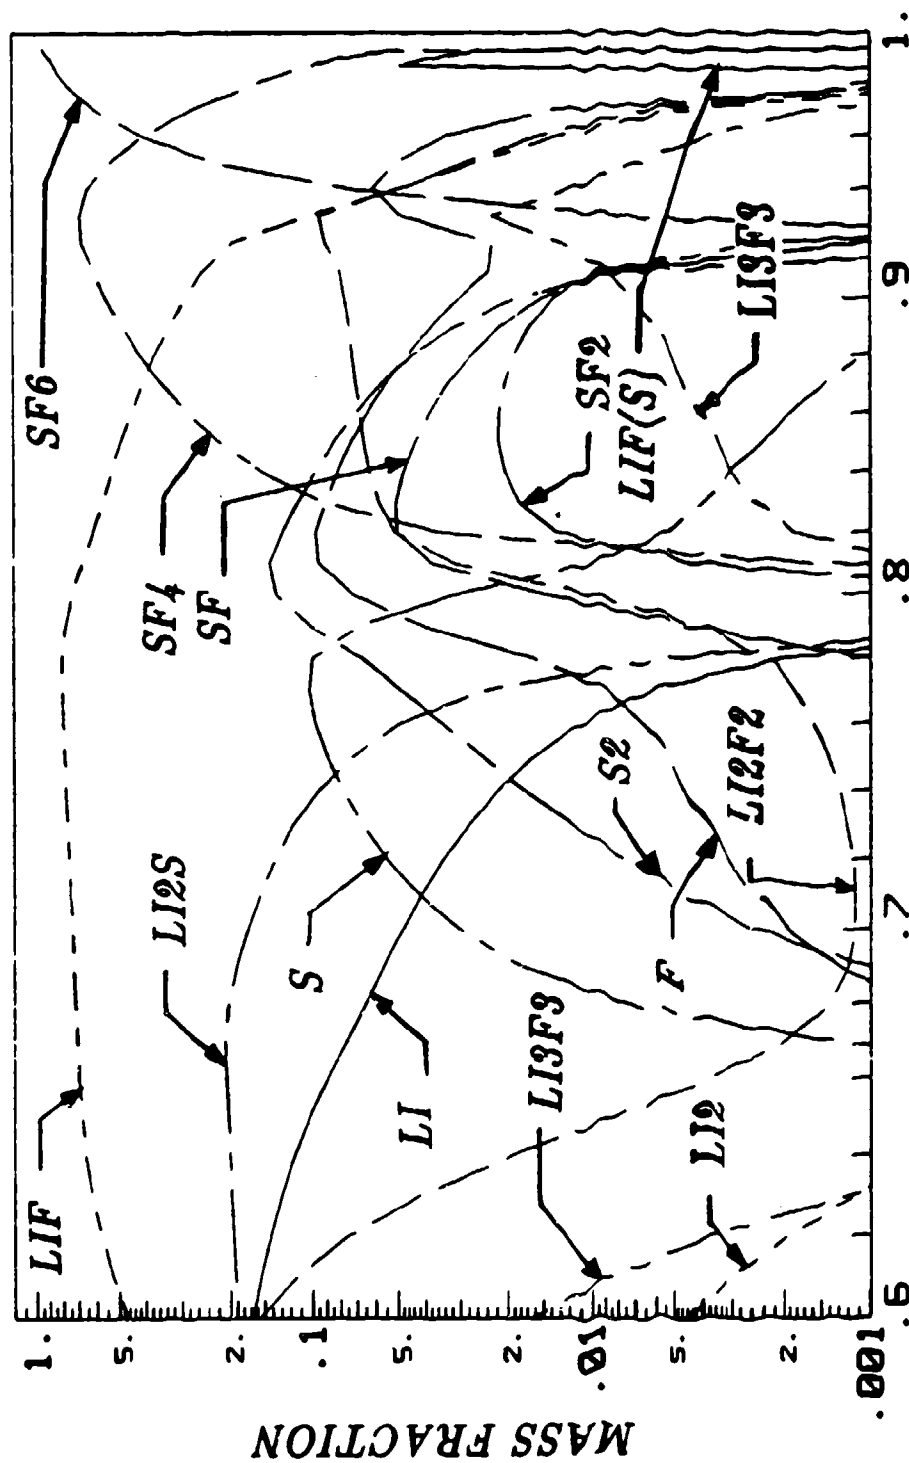 MASS FRACTION
1.
5.
2.
.1
5.
2.
.01
5.
2.
.001
.6
.7
.8
.9
1.
LIF
LI2S
S
LI
LI3F3
LI2
SF6
SF4
SF
S2
F
LI2F2
SF2
LIF(S)
LI3F3